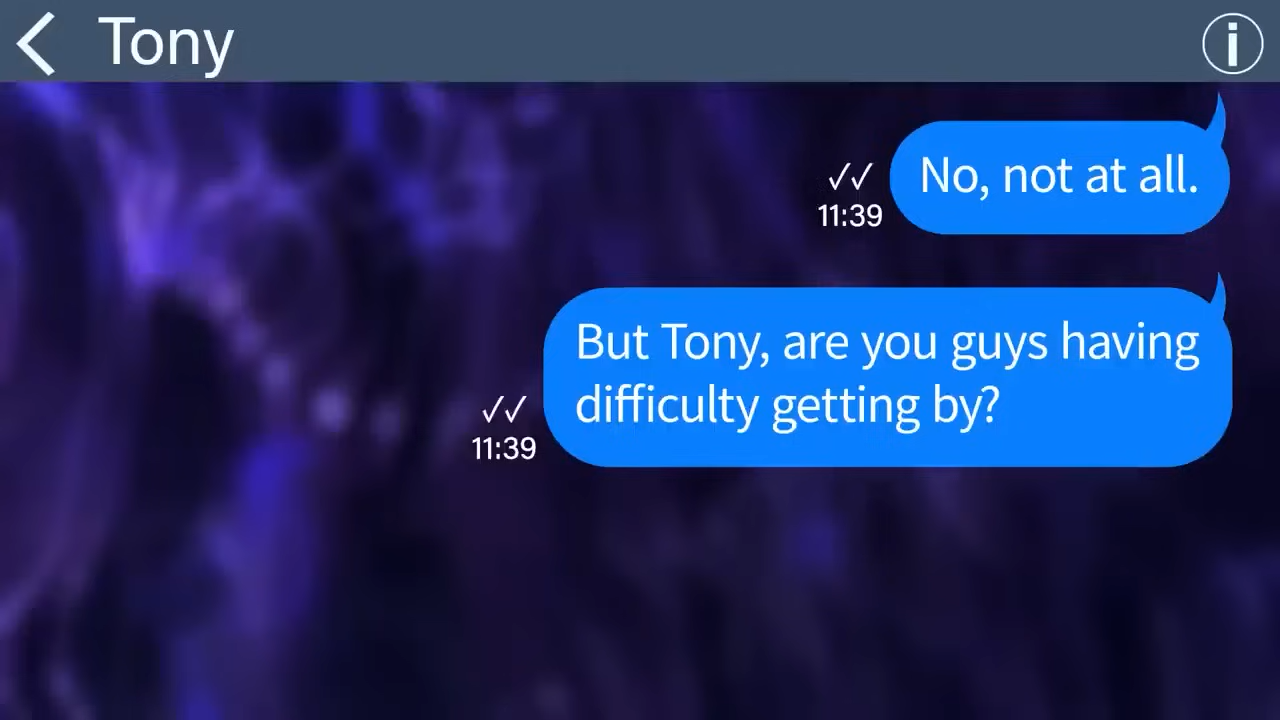 Tony
No, not at all.
✓✓
11:39
But Tony, are you guys having
difficulty getting by?
✓✓
11:39